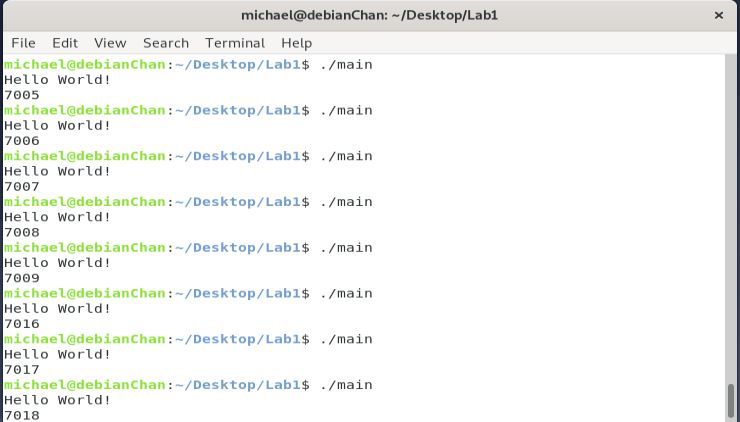 michael@debianChan: ~/Desktop/Lab1 ×
File Edit View Search Terminal Help
michael@debianChan:~/Desktop/Lab1$ ./main
Hello World!
7005
michael@debianChan:~/Desktop/Lab1$ ./main
Hello World!
7006
michael@debianChan:~/Desktop/Lab1$ ./main
Hello World!
7007
michael@debianChan:~/Desktop/Lab1$ ./main
Hello World!
7008
michael@debianChan:~/Desktop/Lab1$ ./main
Hello World!
7009
michael@debianChan:~/Desktop/Lab1$ ./main
Hello World!
7016
michael@debianChan:~/Desktop/Lab1$ ./main
Hello World!
7017
michael@debianChan:~/Desktop/Lab1$ ./main
Hello World!
7018